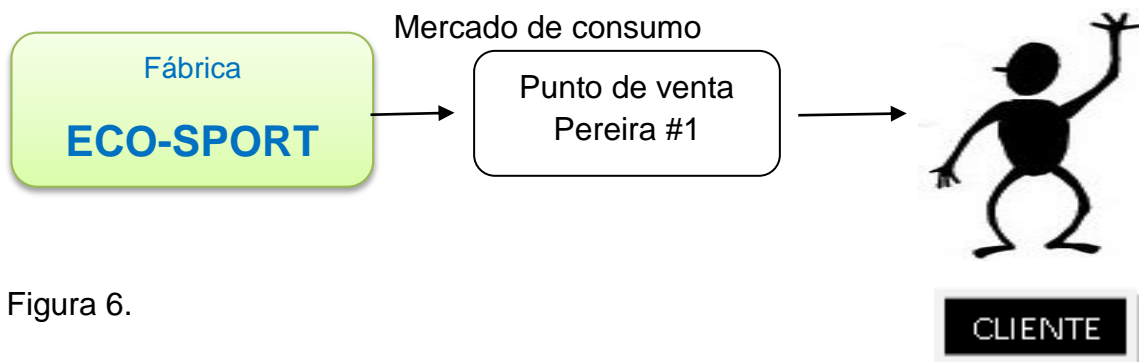 Mercado de consumo
Fábrica
ECO-SPORT
Punto de venta
Pereira #1
Figura 6.
CLIENTE